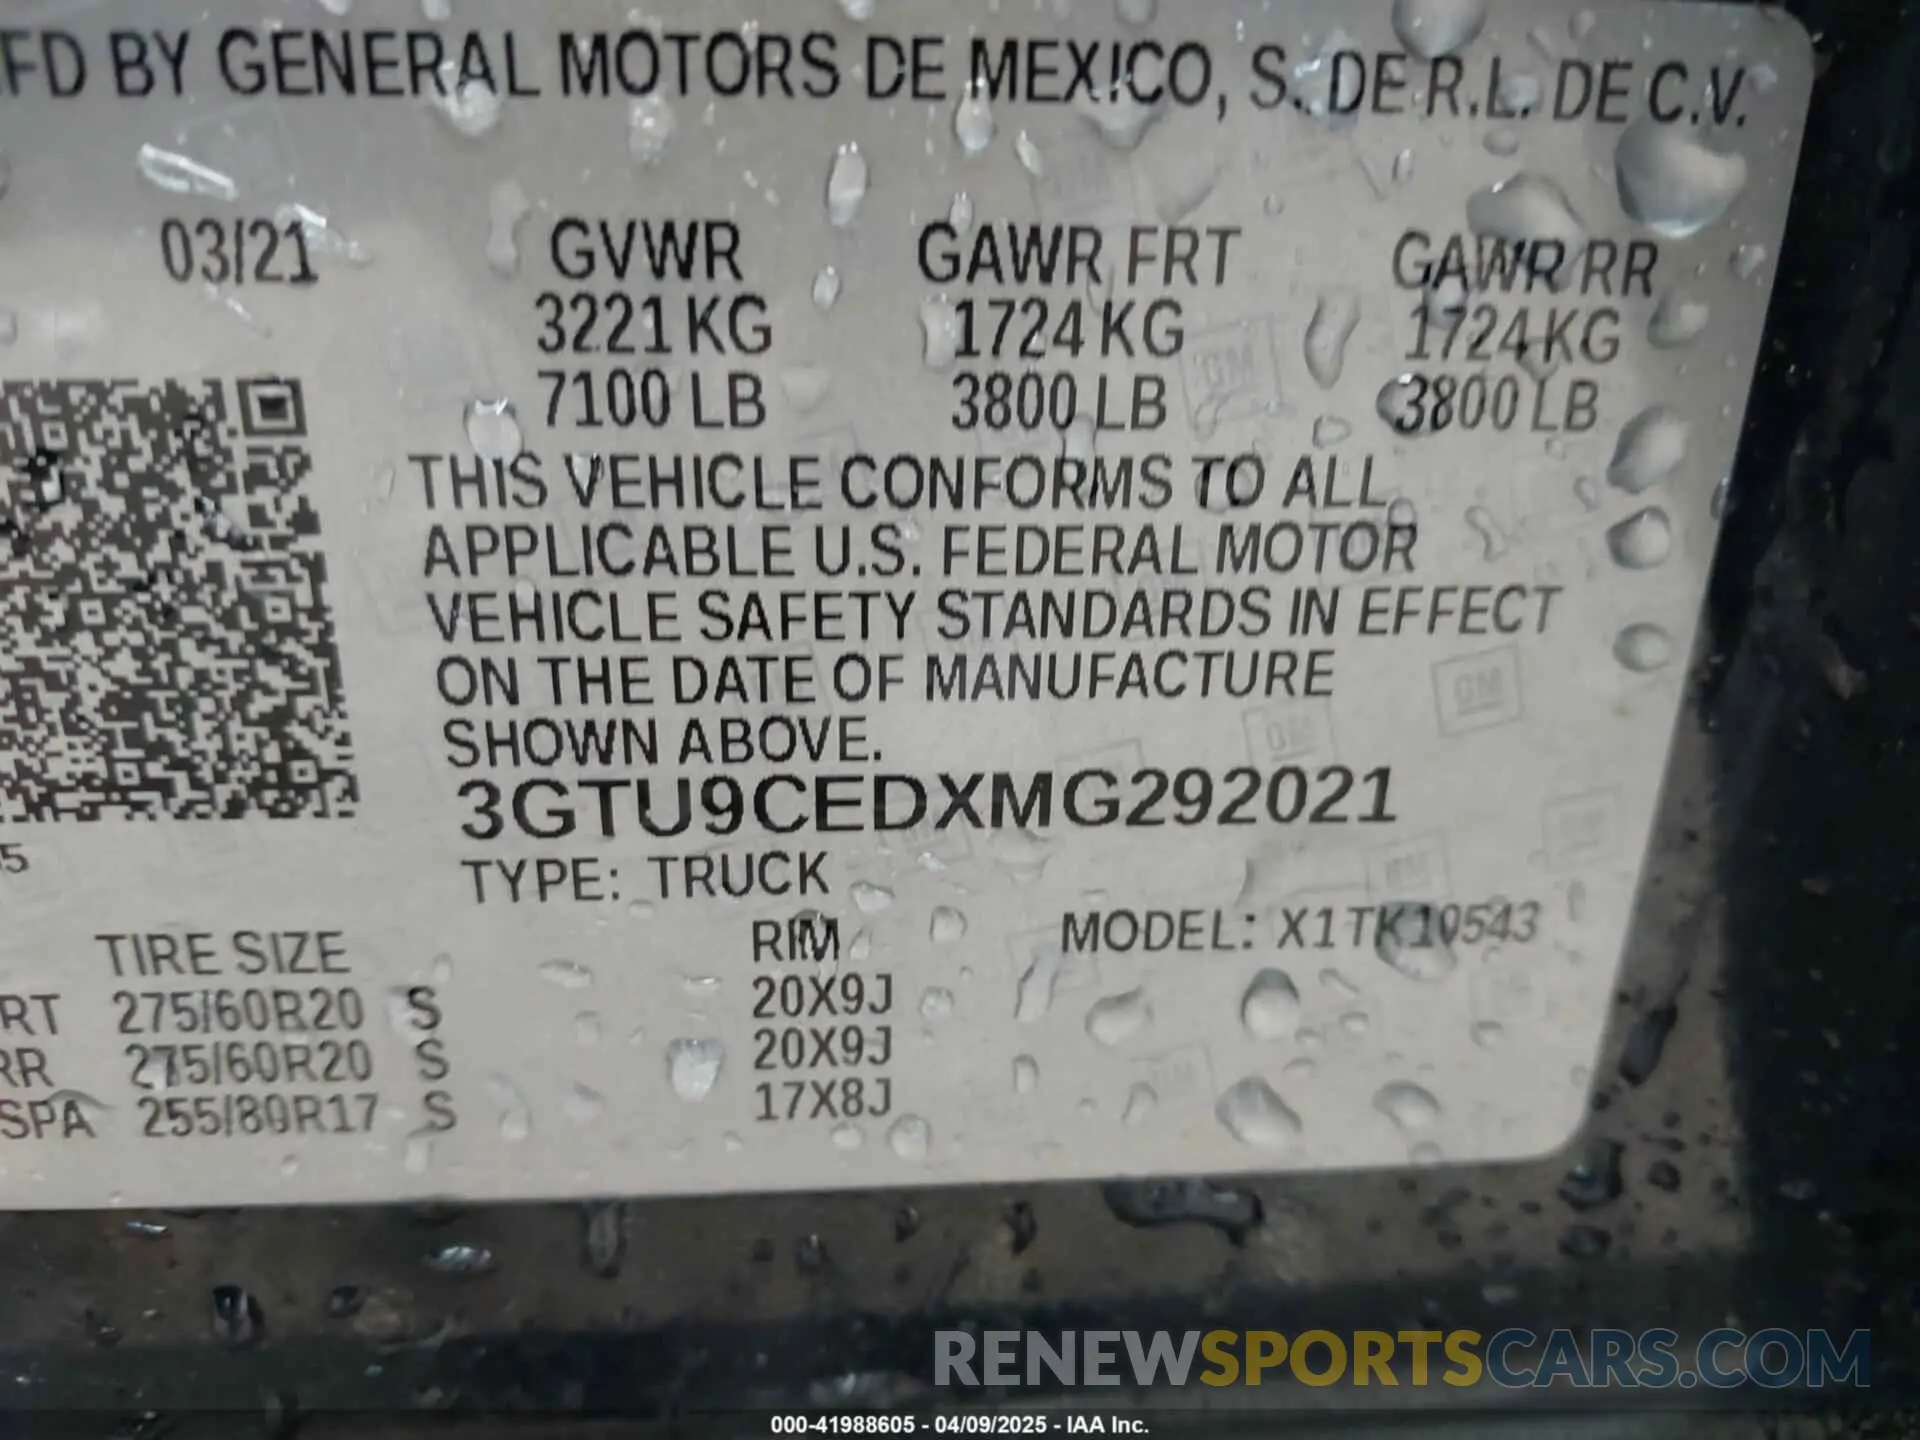 FD BY GENERAL MOTORS DE MEXICO, S. DE R.L. DE C.V.
03/21 GVWR GAWR FRT GAWR RR
3221 KG 1724 KG 1724 KG
7100 LB 3800 LB 3800 LB
THIS VEHICLE CONFORMS TO ALL
APPLICABLE U.S. FEDERAL MOTOR
VEHICLE SAFETY STANDARDS IN EFFECT
ON THE DATE OF MANUFACTURE
SHOWN ABOVE.
3GTU9CEDXMG292021
5
TYPE: TRUCK
TIRE SIZE RIM MODEL: X1TK10543
RT 275/60R20 S 20X9J
RR 275/60R20 S 20X9J
SPA 255/80R17 S 17X8J
RENEWSPORTSCARS.COM
000-41988605 - 04/09/2025 - IAA Inc.